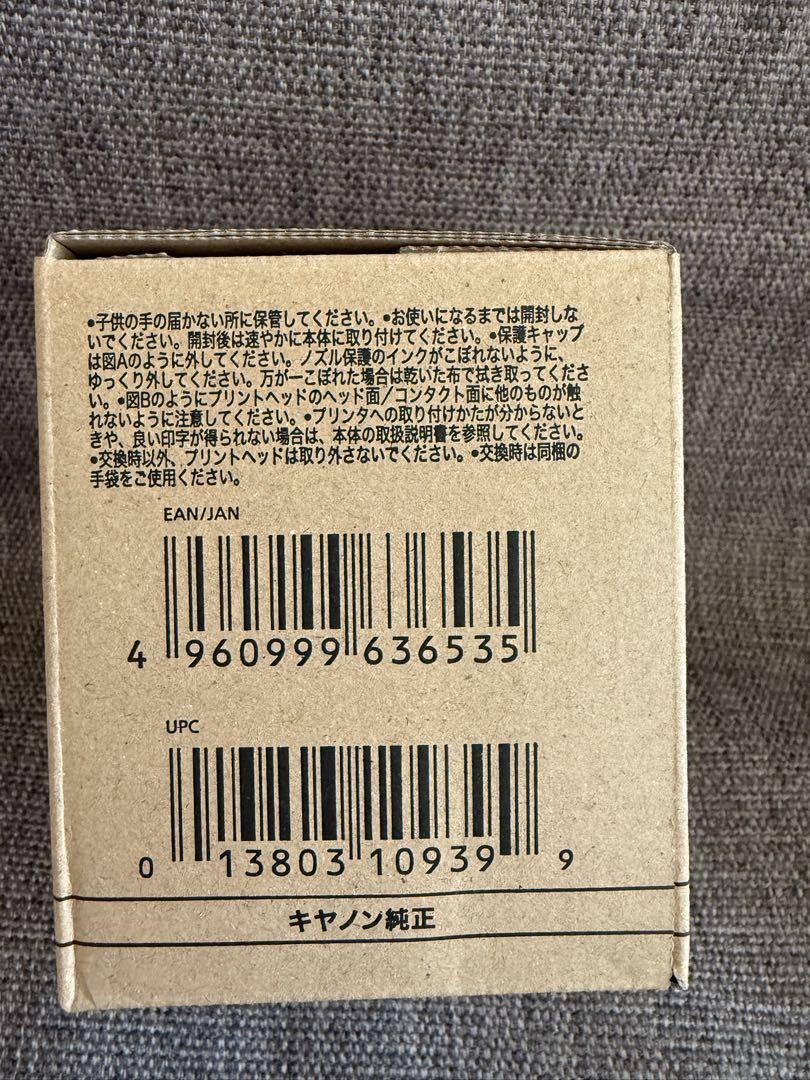 •子供の手の届かない所に保管してください。•お使いになるまでは開封しな
いでください。開封後は速やかに本体に取り付けてください。•保護キャップ
は図Aのように外してください。ノズル保護のインクがこぼれないように、
ゆっくり外してください。万が一こぼれた場合は乾いた布で拭き取ってくださ
い。•図Bのようにプリントヘッドのヘッド面/コンタクト面に他のものが触
れないように注意してください。•プリンタへの取り付けかたが分からないと
きや、良い印字が得られない場合は、本体の取扱説明書を参照してください。
•交換時以外、プリントヘッドは取り外さないでください。•交換時は同梱の
手袋をご使用ください。
EAN/JAN
4 960999 636535
UPC
0 13803 10939 9
キヤノン純正